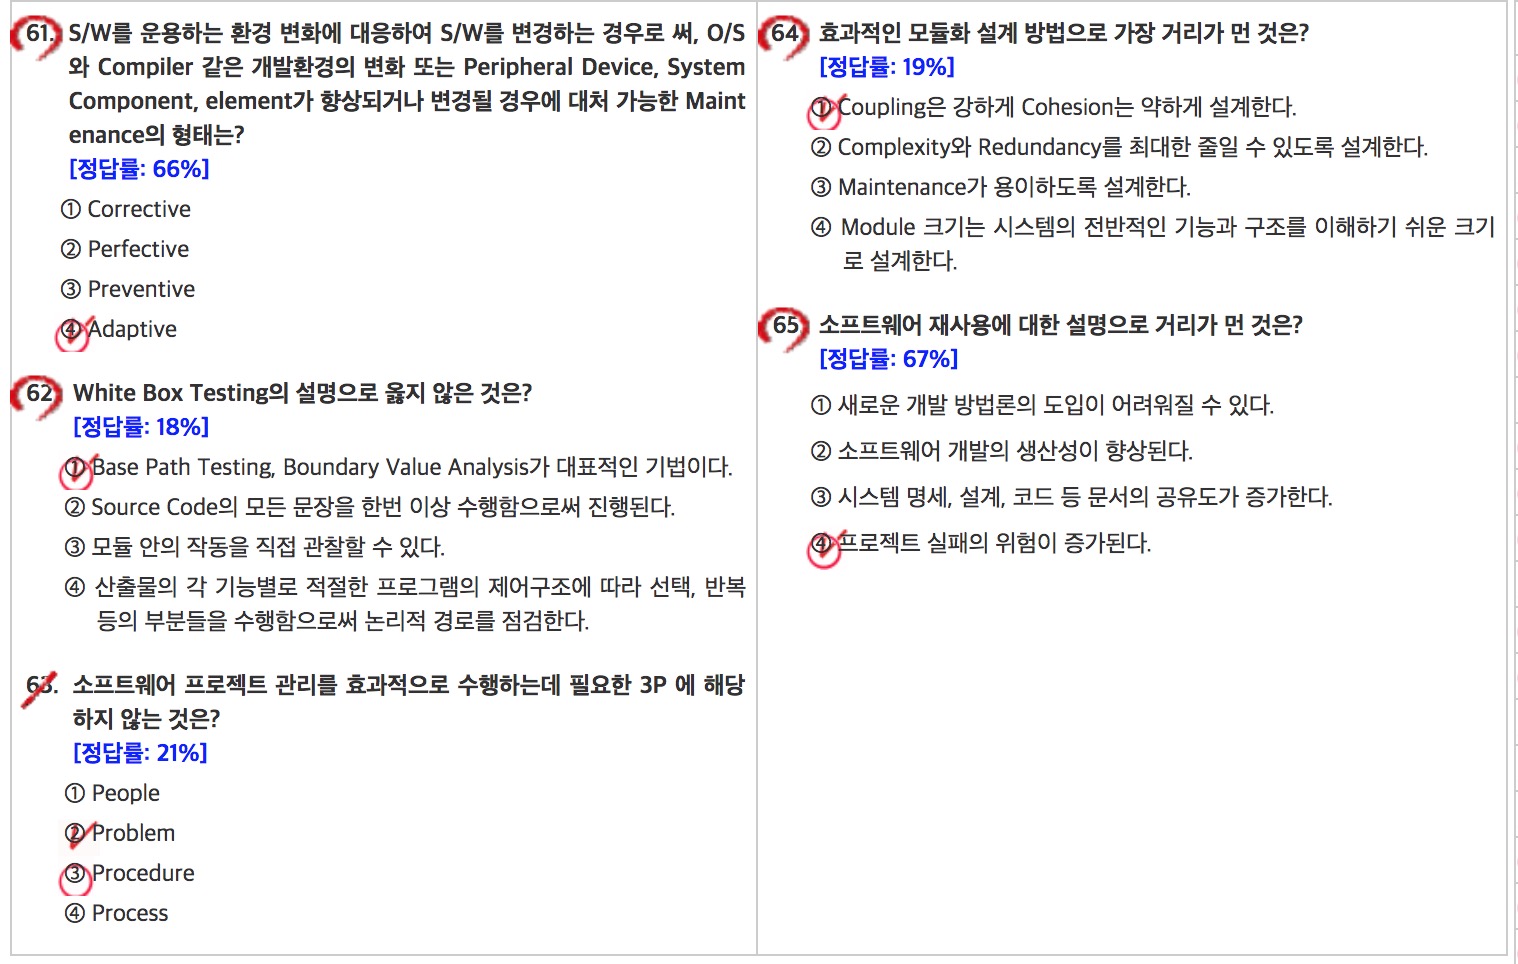 61. S/W를 운용하는 환경 변화에 대응하여 S/W를 변경하는 경우로 써, O/S
와 Compiler 같은 개발환경의 변화 또는 Peripheral Device, System
Component, element가 향상되거나 변경될 경우에 대처 가능한 Maint
enance의 형태는?
[정답률: 66%]
① Corrective
② Perfective
③ Preventive
④ Adaptive
62. White Box Testing의 설명으로 옳지 않은 것은?
[정답률: 18%]
① Base Path Testing, Boundary Value Analysis가 대표적인 기법이다.
② Source Code의 모든 문장을 한번 이상 수행함으로써 진행된다.
③ 모듈 안의 작동을 직접 관찰할 수 있다.
④ 산출물의 각 기능별로 적절한 프로그램의 제어구조에 따라 선택, 반복
등의 부분들을 수행함으로써 논리적 경로를 점검한다.
63. 소프트웨어 프로젝트 관리를 효과적으로 수행하는데 필요한 3P 에 해당
하지 않는 것은?
[정답률: 21%]
① People
② Problem
③ Procedure
④ Process
64. 효과적인 모듈화 설계 방법으로 가장 거리가 먼 것은?
[정답률: 19%]
① Coupling은 강하게 Cohesion는 약하게 설계한다.
② Complexity와 Redundancy를 최대한 줄일 수 있도록 설계한다.
③ Maintenance가 용이하도록 설계한다.
④ Module 크기는 시스템의 전반적인 기능과 구조를 이해하기 쉬운 크기
로 설계한다.
65. 소프트웨어 재사용에 대한 설명으로 거리가 먼 것은?
[정답률: 67%]
① 새로운 개발 방법론의 도입이 어려워질 수 있다.
② 소프트웨어 개발의 생산성이 향상된다.
③ 시스템 명세, 설계, 코드 등 문서의 공유도가 증가한다.
④ 프로젝트 실패의 위험이 증가된다.